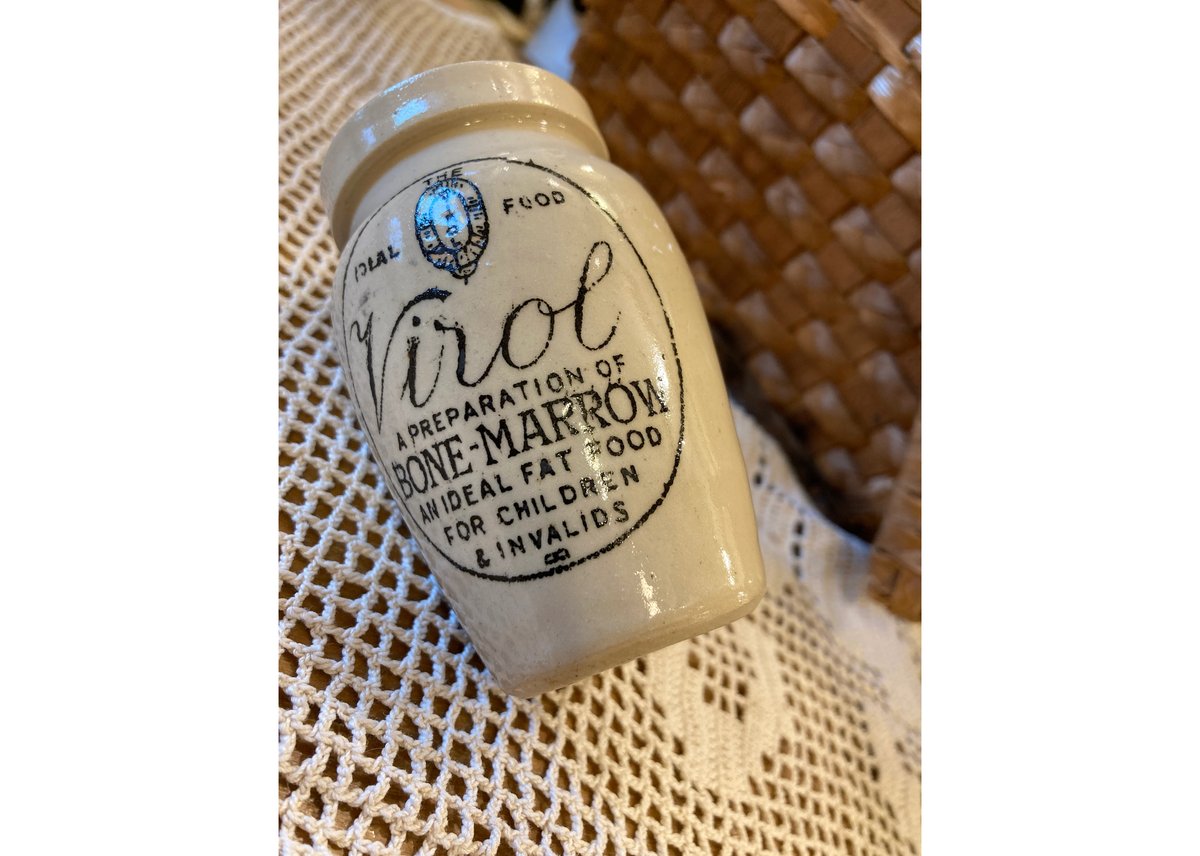 THE
IDEAL FOOD
Virol
A PREPARATION OF
BONE-MARROW
AN IDEAL FAT FOOD
FOR CHILDREN
& INVALIDS